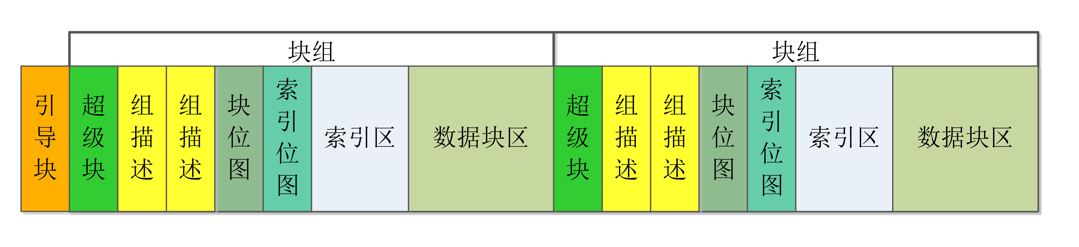 块组
块组
引导块
超级块
组描述
组描述
块位图
索引位图
索引区
数据块区
超级块
组描述
组描述
块位图
索引位图
索引区
数据块区